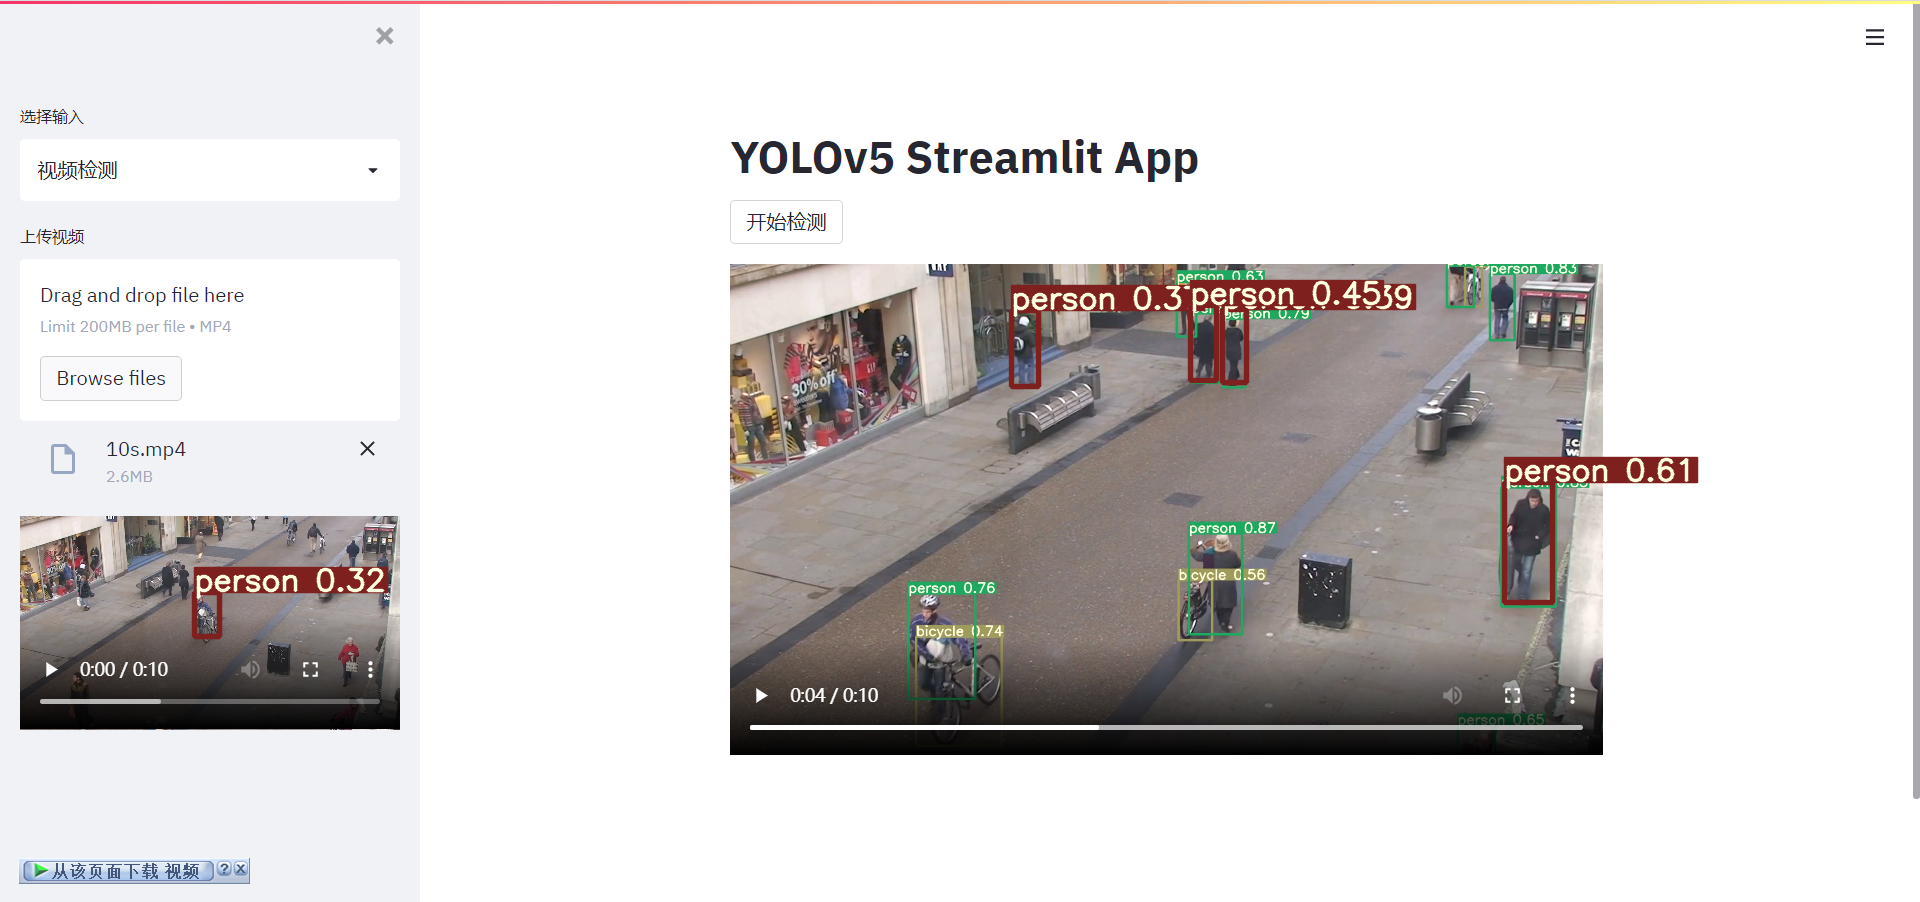 选择输入
视频检测
上传视频
Drag and drop file here
Limit 200MB per file • MP4
Browse files
10s.mp4
2.6MB
person 0.32
0:00 / 0:10
从该页面下载 视频
YOLOv5 Streamlit App
开始检测
person 0.63
person 0.83
person 0.3
person 0.45
39
person 0.79
30% off
person 0.61
person 0.87
bicycle 0.56
person 0.76
bicycle 0.74
0:04 / 0:10
person 0.65